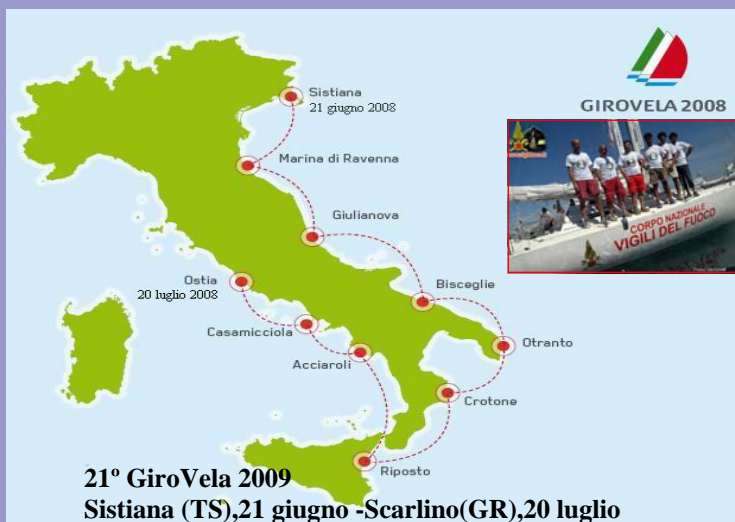 Sistiana
21 giugno 2008
GIROVELA 2008
Marina di Ravenna
CORPO NAZIONALE
VIGILI DEL FUOCO
Giulianova
Ostia
20 luglio 2008
Bisceglie
Casamicciola
Otranto
Acciaroli
Crotone
Riposto
21º GiroVela 2009
Sistiana (TS),21 giugno -Scarlino(GR),20 luglio